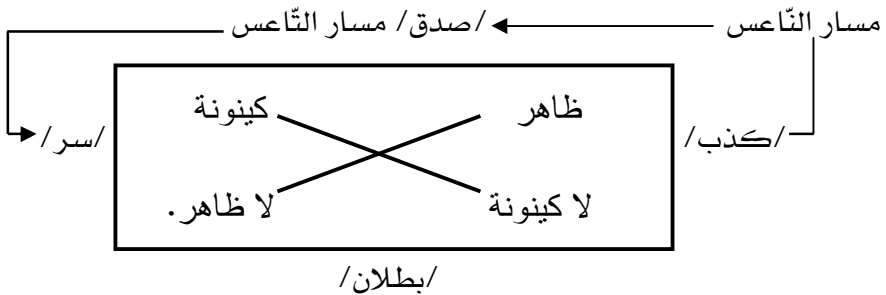 مسار النّاعس /صدق/ مسار التّاعس
ظاهر كينونة
/كذب/ /سر/
لا كينونة لا ظاهر.
/بطلان/